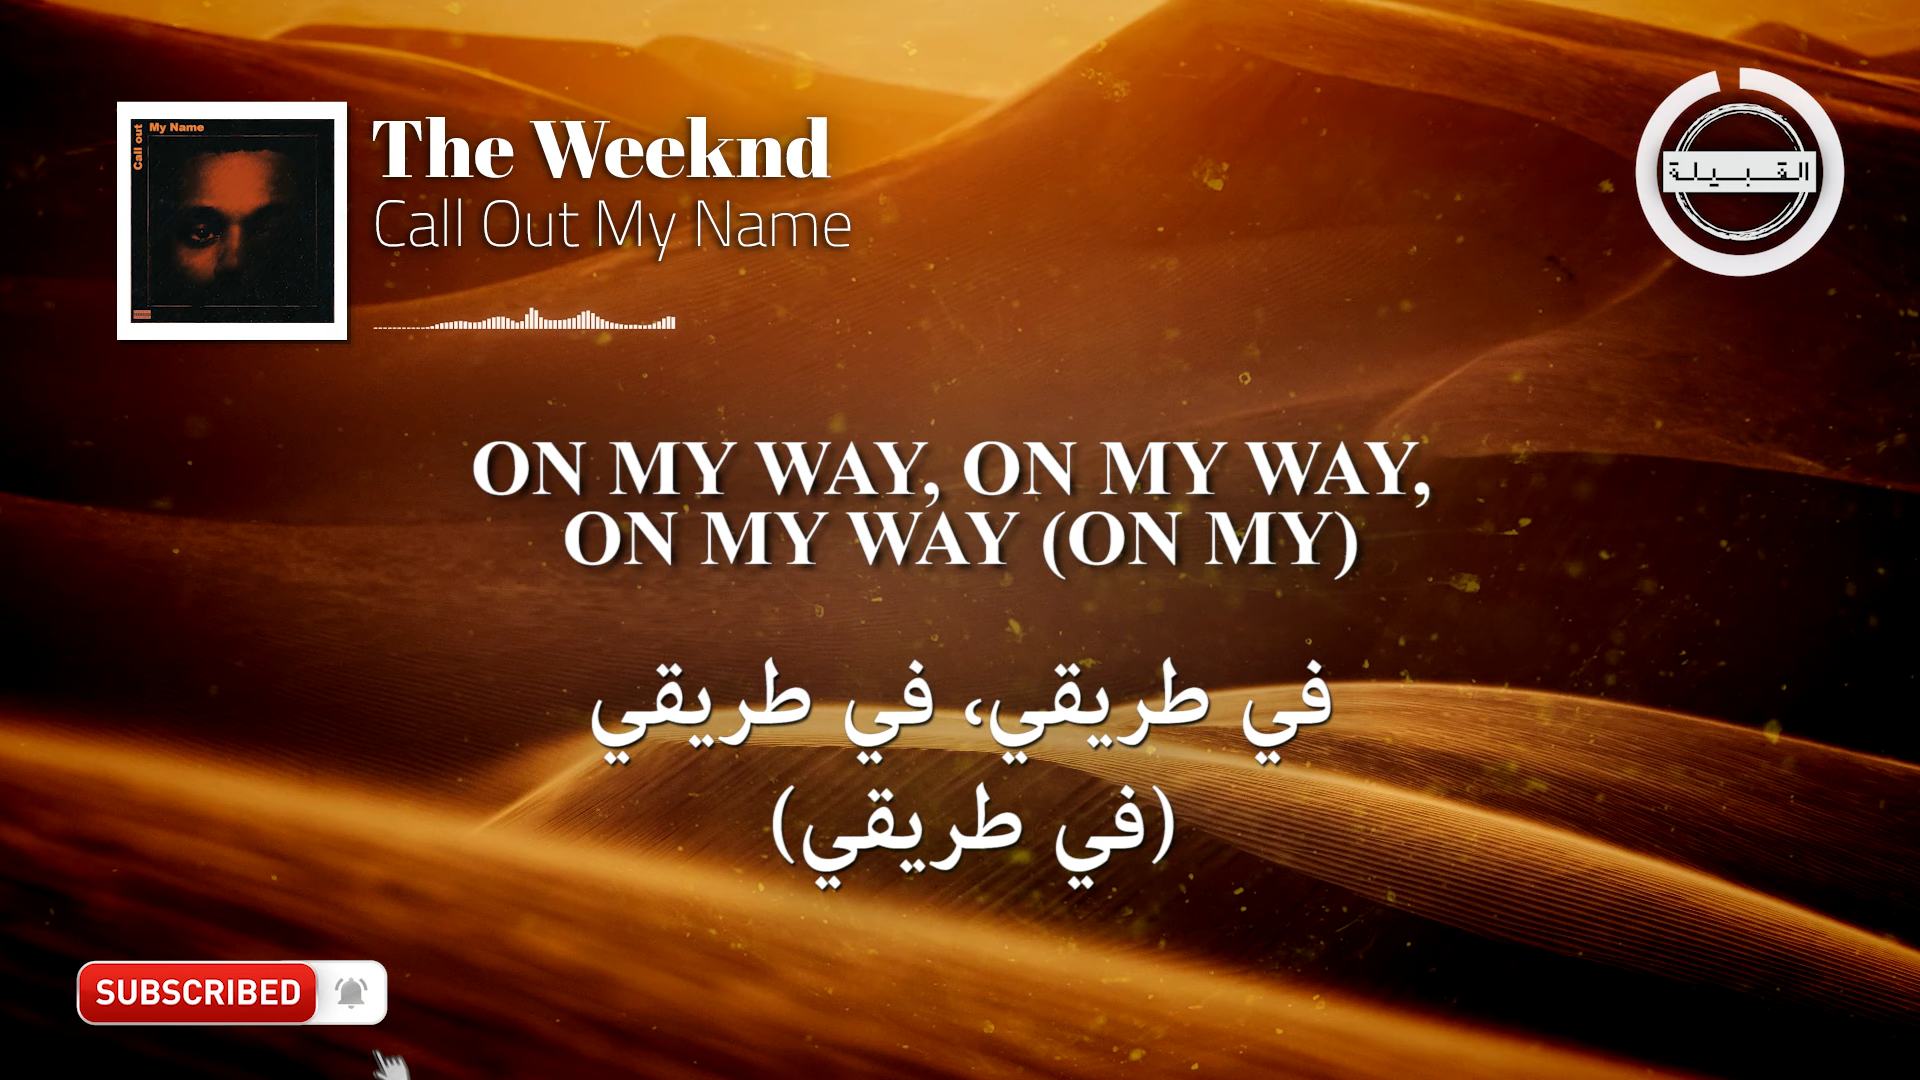 Call out
My Name
The Weeknd
Call Out My Name
القبيلة
ON MY WAY, ON MY WAY,
ON MY WAY (ON MY)
في طريقي، في طريقي
(في طريقي)
SUBSCRIBED